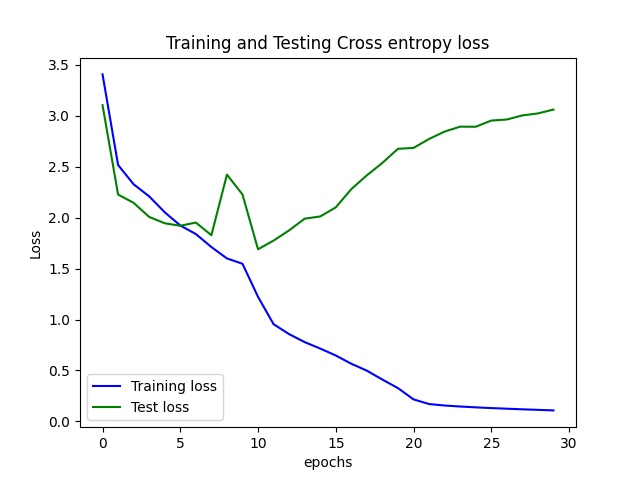 Training and Testing Cross entropy loss
3.5
3.0
2.5
2.0
1.5
1.0
0.5
0.0
Loss
Training loss
Test loss
0 5 10 15 20 25 30
epochs